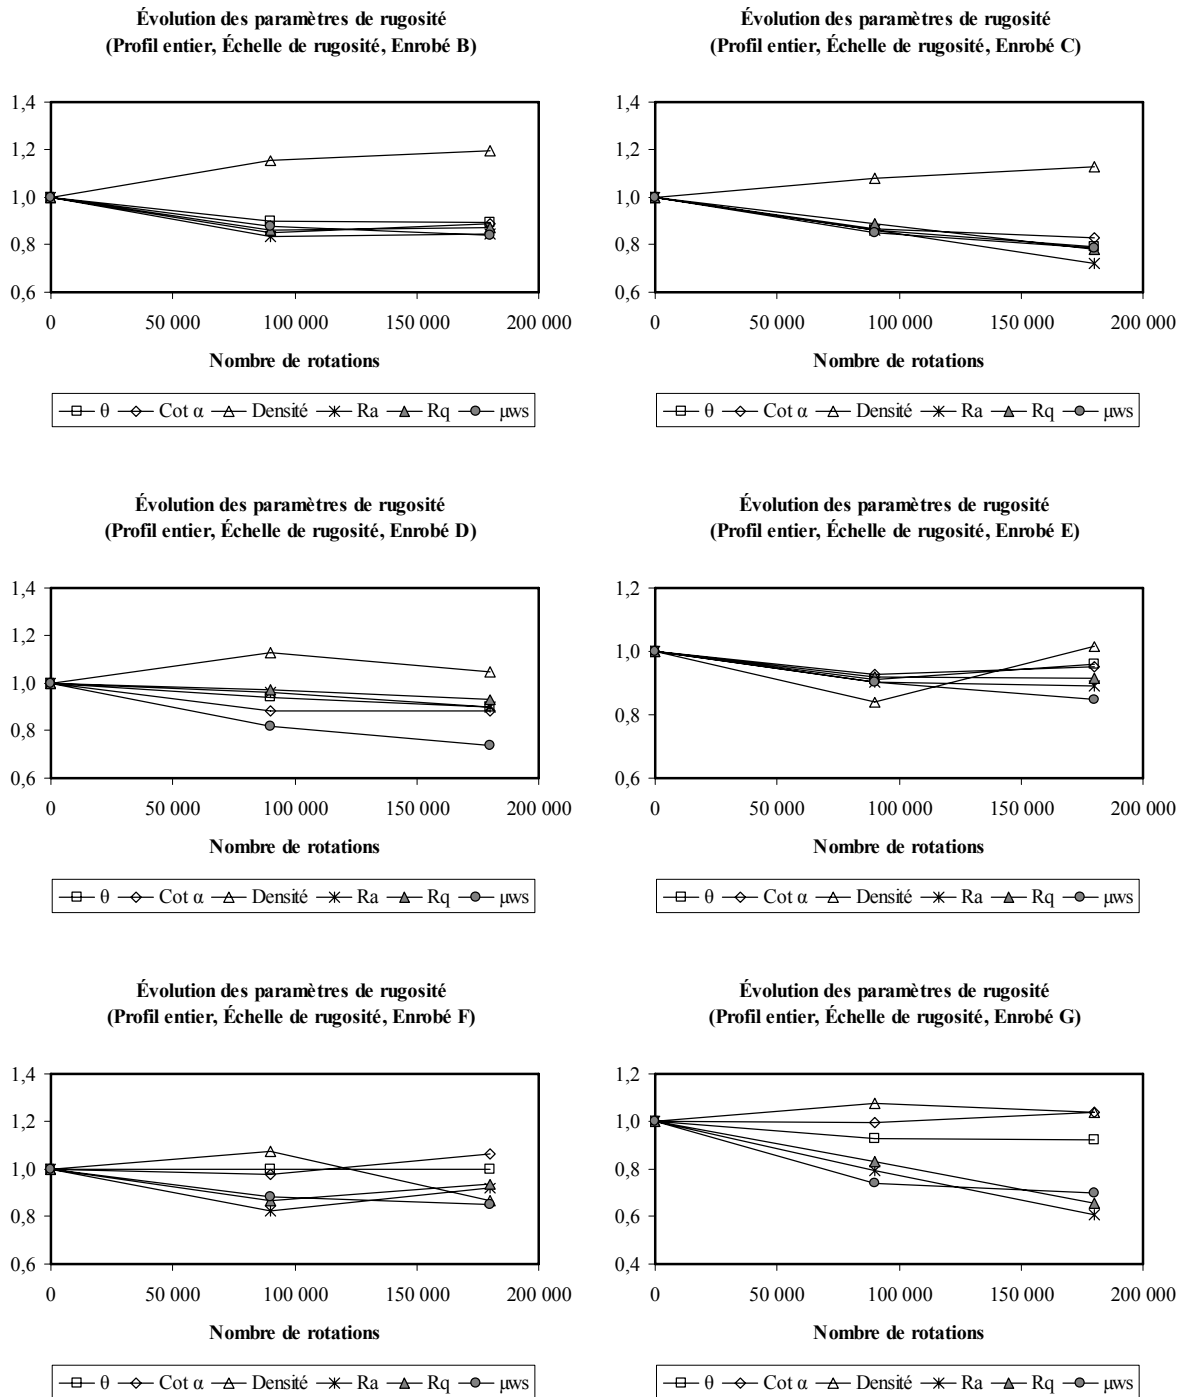 Évolution des paramètres de rugosité
(Profil entier, Échelle de rugosité, Enrobé B)
1,4
1,2
1,0
0,8
0,6
0
50 000
100 000
150 000
200 000
Nombre de rotations
θ
Cot α
Densité
Ra
Rq
μws
Évolution des paramètres de rugosité
(Profil entier, Échelle de rugosité, Enrobé C)
1,4
1,2
1,0
0,8
0,6
0
50 000
100 000
150 000
200 000
Nombre de rotations
θ
Cot α
Densité
Ra
Rq
μws
Évolution des paramètres de rugosité
(Profil entier, Échelle de rugosité, Enrobé D)
1,4
1,2
1,0
0,8
0,6
0
50 000
100 000
150 000
200 000
Nombre de rotations
θ
Cot α
Densité
Ra
Rq
μws
Évolution des paramètres de rugosité
(Profil entier, Échelle de rugosité, Enrobé E)
1,2
1,0
0,8
0,6
0
50 000
100 000
150 000
200 000
Nombre de rotations
θ
Cot α
Densité
Ra
Rq
μws
Évolution des paramètres de rugosité
(Profil entier, Échelle de rugosité, Enrobé F)
1,4
1,2
1,0
0,8
0,6
0
50 000
100 000
150 000
200 000
Nombre de rotations
θ
Cot α
Densité
Ra
Rq
μws
Évolution des paramètres de rugosité
(Profil entier, Échelle de rugosité, Enrobé G)
1,2
1,0
0,8
0,6
0,4
0
50 000
100 000
150 000
200 000
Nombre de rotations
θ
Cot α
Densité
Ra
Rq
μws